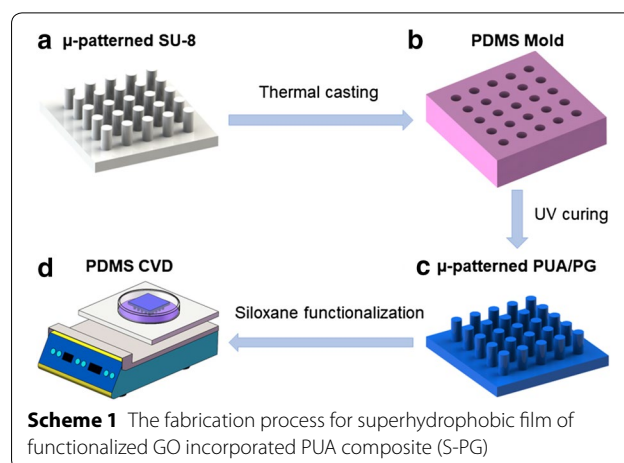 a μ-patterned SU-8
b PDMS Mold
Thermal casting
UV curing
d PDMS CVD
c μ-patterned PUA/PG
Siloxane functionalization
Scheme 1 The fabrication process for superhydrophobic film of
functionalized GO incorporated PUA composite (S-PG)